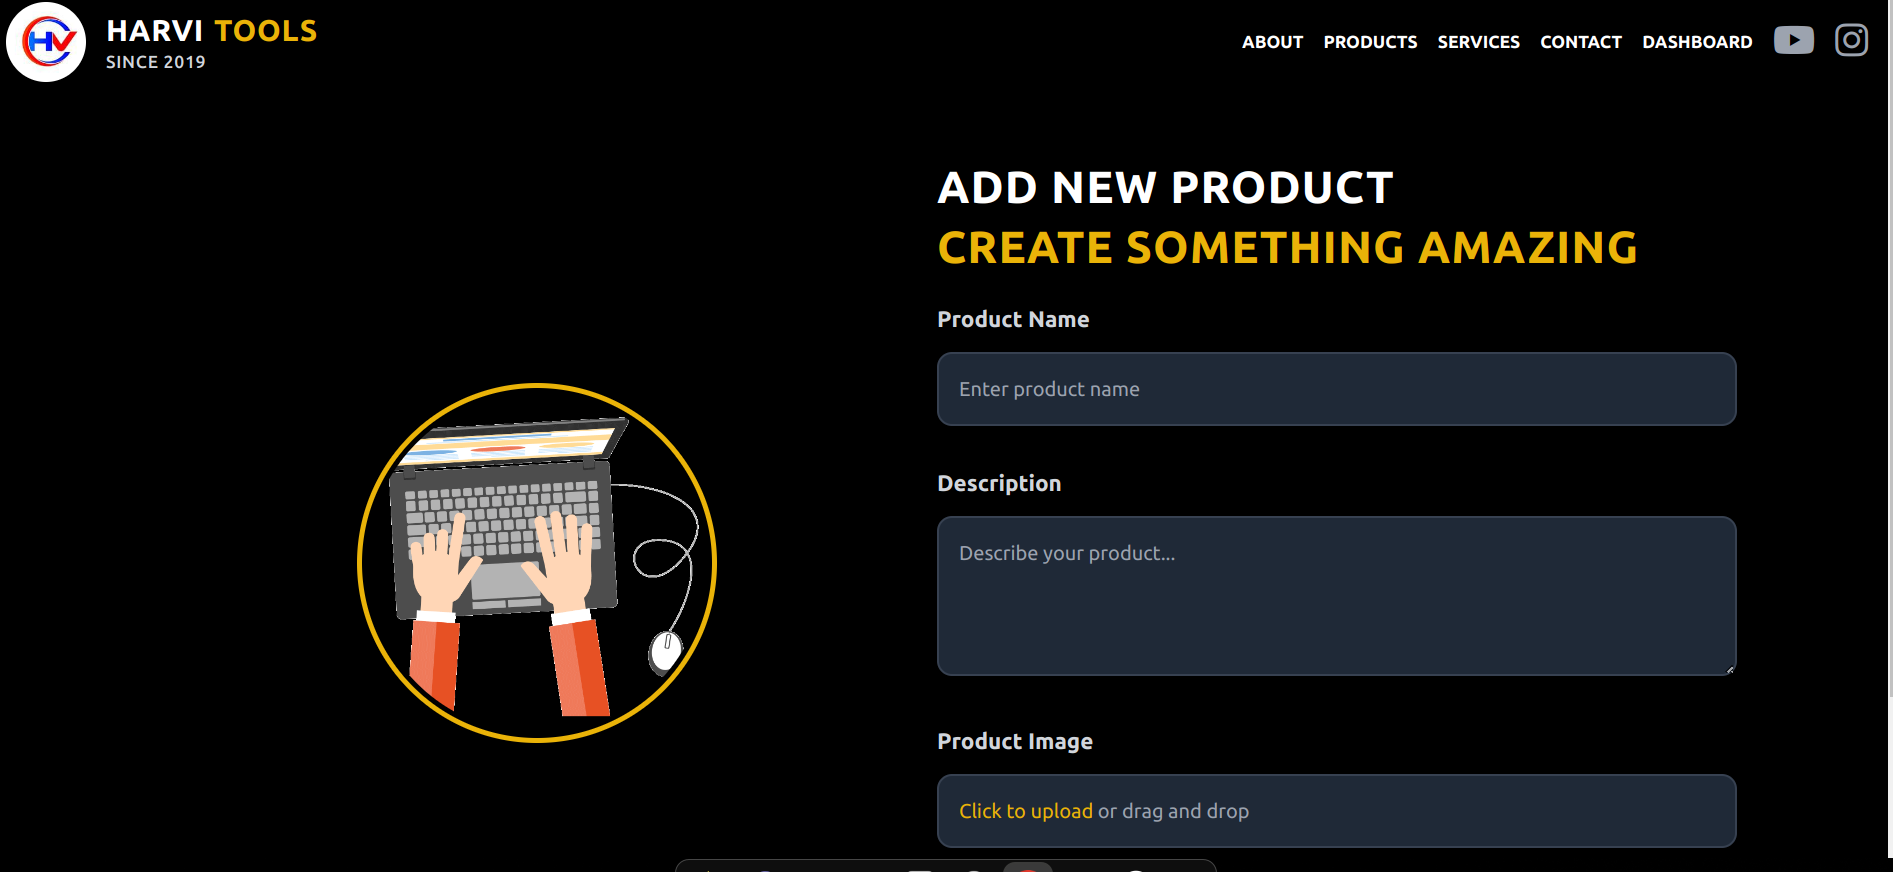 HV
HARVI TOOLS
SINCE 2019
ABOUT PRODUCTS SERVICES CONTACT DASHBOARD
ADD NEW PRODUCT
CREATE SOMETHING AMAZING
Product Name
Enter product name
Description
Describe your product...
Product Image
Click to upload or drag and drop